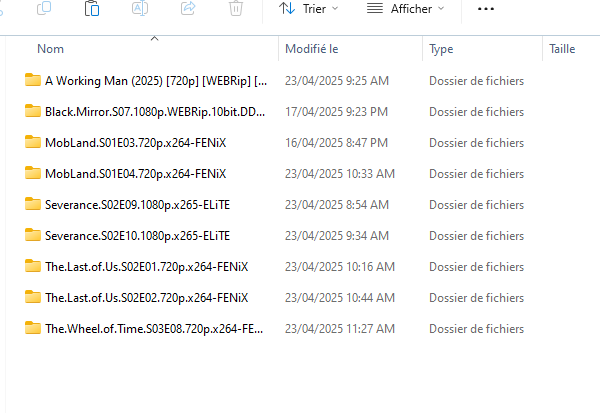 Trier Afficher
Nom Modifié le Type Taille
A Working Man (2025) [720p] [WEBRip] [... 23/04/2025 9:25 AM Dossier de fichiers
Black.Mirror.S07.1080p.WEBRip.10bit.DD... 17/04/2025 9:23 PM Dossier de fichiers
MobLand.S01E03.720p.x264-FENiX 16/04/2025 8:47 PM Dossier de fichiers
MobLand.S01E04.720p.x264-FENiX 23/04/2025 10:33 AM Dossier de fichiers
Severance.S02E09.1080p.x265-ELiTE 23/04/2025 8:54 AM Dossier de fichiers
Severance.S02E10.1080p.x265-ELiTE 23/04/2025 9:34 AM Dossier de fichiers
The.Last.of.Us.S02E01.720p.x264-FENiX 23/04/2025 10:16 AM Dossier de fichiers
The.Last.of.Us.S02E02.720p.x264-FENiX 23/04/2025 10:44 AM Dossier de fichiers
The.Wheel.of.Time.S03E08.720p.x264-FE... 23/04/2025 11:27 AM Dossier de fichiers